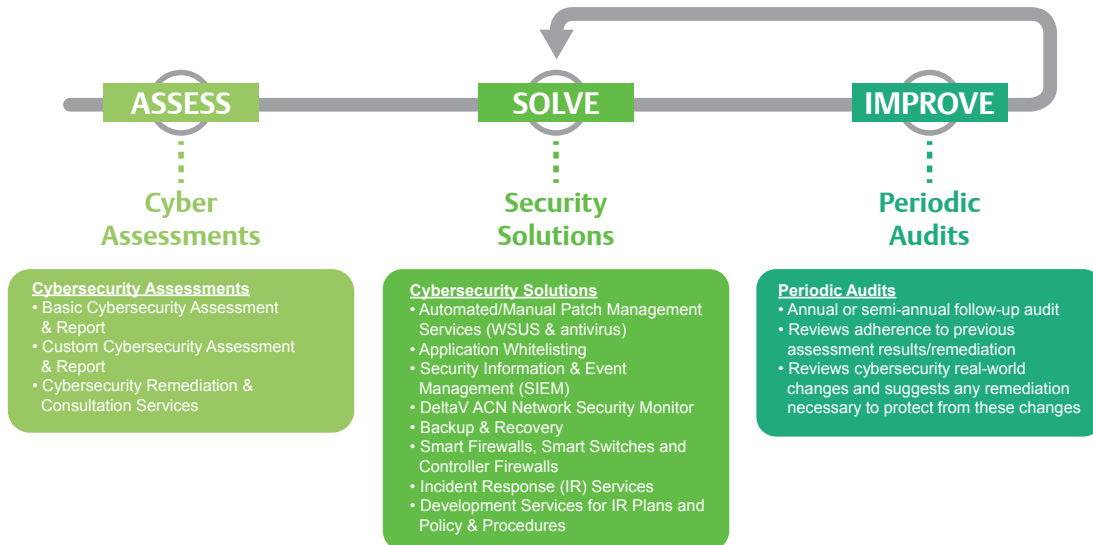 ASSESS
SOLVE
IMPROVE
Cyber
Assessments
Security
Solutions
Periodic
Audits
Cybersecurity Assessments
• Basic Cybersecurity Assessment
& Report
• Custom Cybersecurity Assessment
& Report
• Cybersecurity Remediation &
Consultation Services
Cybersecurity Solutions
• Automated/Manual Patch Management
Services (WSUS & antivirus)
• Application Whitelisting
• Security Information & Event
Management (SIEM)
• DeltaV ACN Network Security Monitor
• Backup & Recovery
• Smart Firewalls, Smart Switches and
Controller Firewalls
• Incident Response (IR) Services
• Development Services for IR Plans and
Policy & Procedures
Periodic Audits
• Annual or semi-annual follow-up audit
• Reviews adherence to previous
assessment results/remediation
• Reviews cybersecurity real-world
changes and suggests any remediation
necessary to protect from these changes